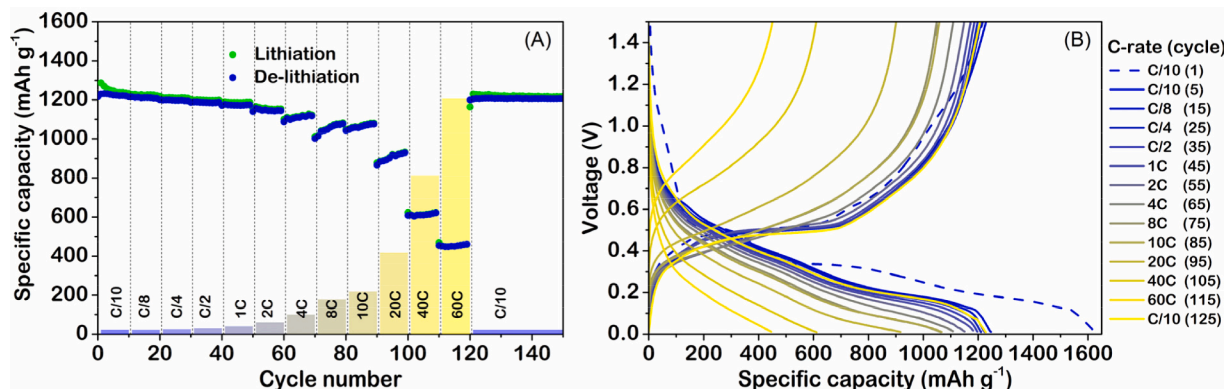 1600
1400
1200
1000
800
600
400
200
0
Specific capacity (mAh g⁻¹)
(A)
Lithiation
De-lithiation
C/10
C/8
C/4
C/2
1C
2C
4C
8C
10C
20C
40C
60C
C/10
0 20 40 60 80 100 120 140
Cycle number
1.4
1.2
1.0
0.8
0.6
0.4
0.2
0.0
Voltage (V)
(B)
0 200 400 600 800 1000 1200 1400 1600
Specific capacity (mAh g⁻¹)
C-rate (cycle)
C/10 (1)
C/10 (5)
C/8 (15)
C/4 (25)
C/2 (35)
1C (45)
2C (55)
4C (65)
8C (75)
10C (85)
20C (95)
40C (105)
60C (115)
C/10 (125)